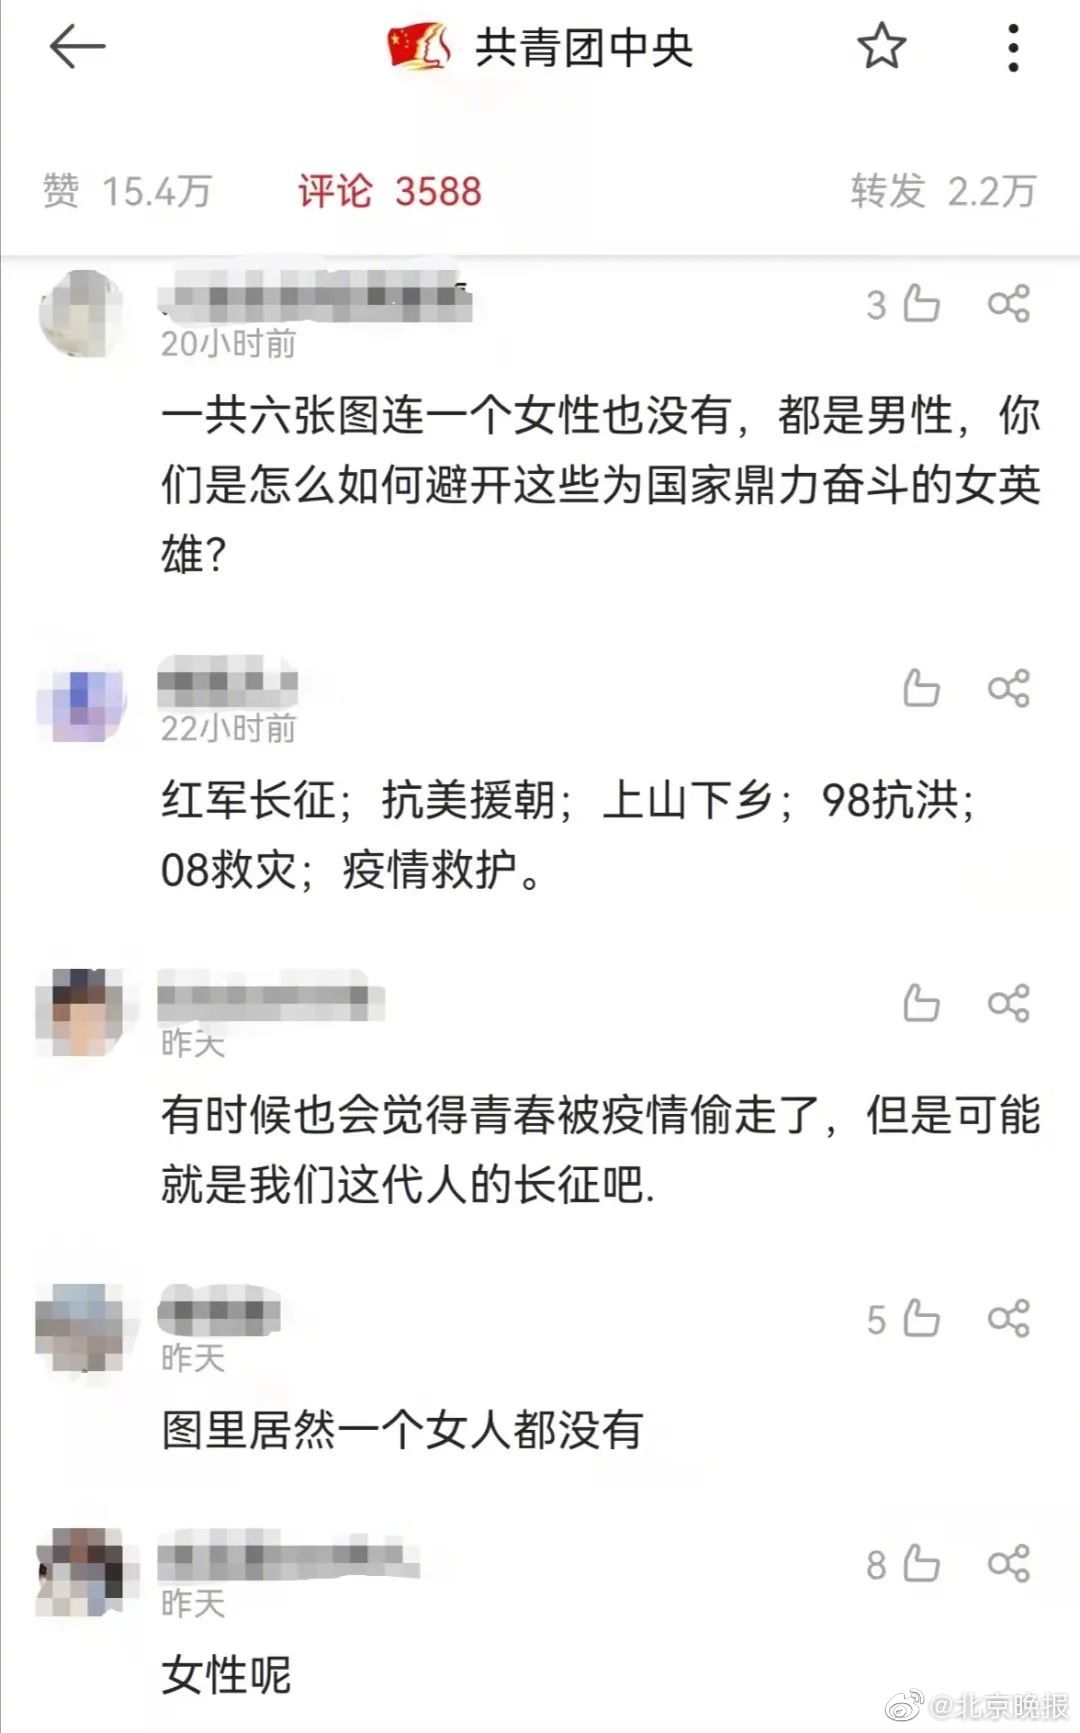 共青团中央
赞 15.4万 评论 3588 转发 2.2万
3
20小时前
一共六张图连一个女性也没有，都是男性，你
们是怎么如何避开这些为国家鼎力奋斗的女英
雄？
22小时前
红军长征；抗美援朝；上山下乡；98抗洪；
08救灾；疫情救护。
昨天
有时候也会觉得青春被疫情偷走了，但是可能
就是我们这代人的长征吧.
5
昨天
图里居然一个女人都没有
8
昨天
女性呢
@北京晚报